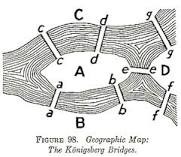 C
c d g
A
c d g
e e D
a b f
a b f
B
FIGURE 98. Geographic Map:
The Königsberg Bridges.